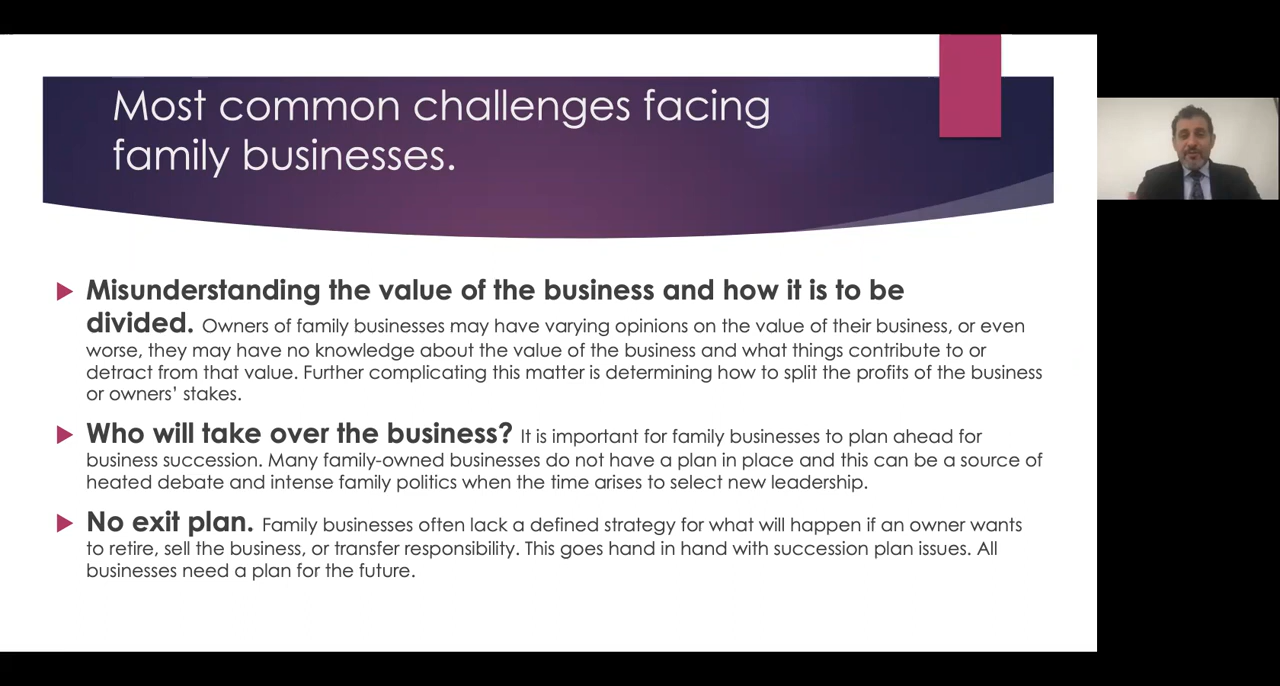 Most common challenges facing
family businesses.
Misunderstanding the value of the business and how it is to be
divided. Owners of family businesses may have varying opinions on the value of their business, or even
worse, they may have no knowledge about the value of the business and what things contribute to or
detract from that value. Further complicating this matter is determining how to split the profits of the business
or owners’ stakes.
Who will take over the business? It is important for family businesses to plan ahead for
business succession. Many family-owned businesses do not have a plan in place and this can be a source of
heated debate and intense family politics when the time arises to select new leadership.
No exit plan. Family businesses often lack a defined strategy for what will happen if an owner wants
to retire, sell the business, or transfer responsibility. This goes hand in hand with succession plan issues. All
businesses need a plan for the future.